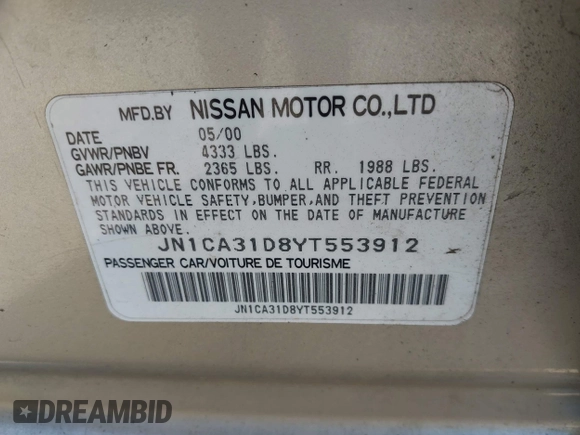 MFD.BY NISSAN MOTOR CO.,LTD
DATE 05/00
GVWR/PNBV 4333 LBS.
GAWR/PNBE FR. 2365 LBS. RR. 1988 LBS.
THIS VEHICLE CONFORMS TO ALL APPLICABLE FEDERAL
MOTOR VEHICLE SAFETY,BUMPER,AND THEFT PREVENTION
STANDARDS IN EFFECT ON THE DATE OF MANUFACTURE
SHOWN ABOVE.
JN1CA31D8YT553912
PASSENGER CAR/VOITURE DE TOURISME
JN1CA31D8YT553912
DREAMBID